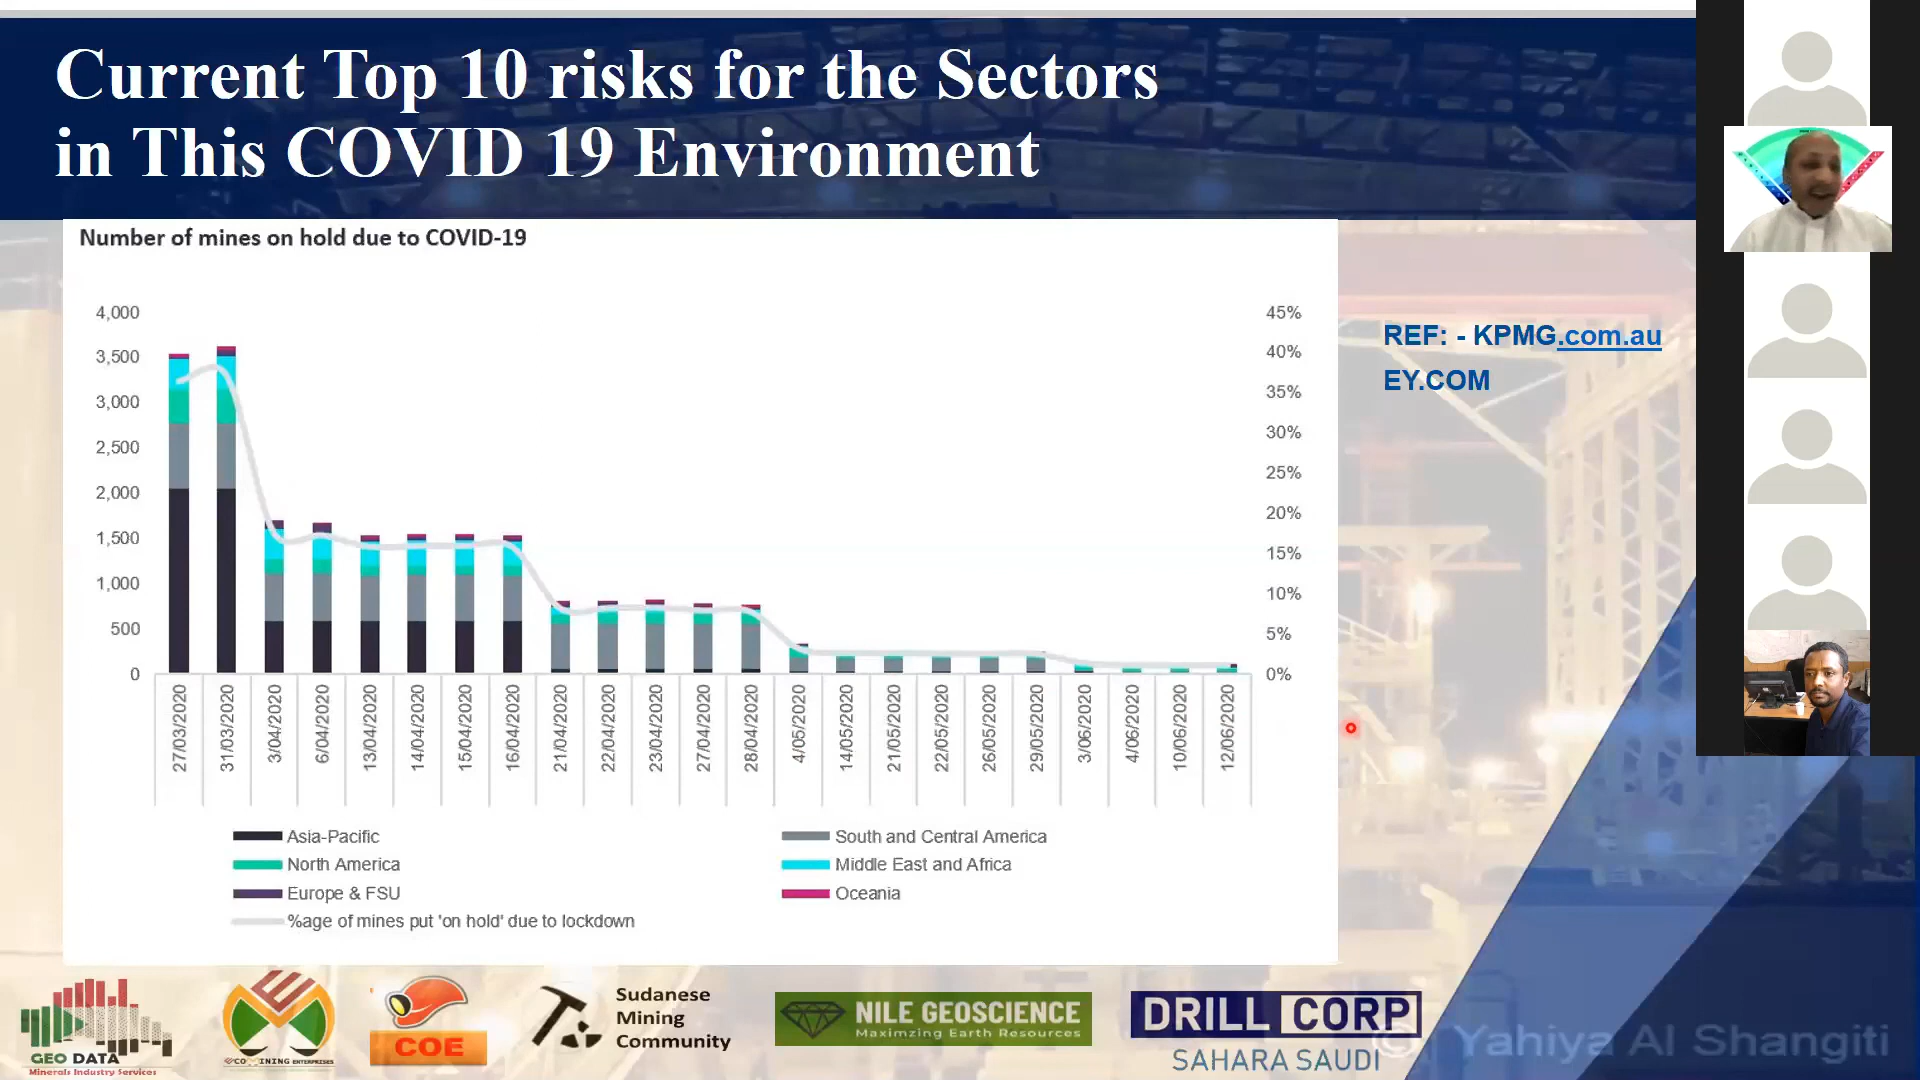 Current Top 10 risks for the Sectors
in This COVID 19 Environment
Number of mines on hold due to COVID-19
4,000
3,500
3,000
2,500
2,000
1,500
1,000
500
0
45%
40%
35%
30%
25%
20%
15%
10%
5%
0%
27/03/2020
31/03/2020
3/04/2020
6/04/2020
13/04/2020
14/04/2020
15/04/2020
16/04/2020
21/04/2020
22/04/2020
23/04/2020
27/04/2020
28/04/2020
4/05/2020
14/05/2020
21/05/2020
22/05/2020
26/05/2020
29/05/2020
3/06/2020
4/06/2020
10/06/2020
12/06/2020
Asia-Pacific
South and Central America
North America
Middle East and Africa
Europe & FSU
Oceania
%age of mines put 'on hold' due to lockdown
REF: - KPMG.com.au
EY.COM
GEO DATA
Minerals Industry Services
ECOMINING ENTERPRISES
COE
Sudanese
Mining
Community
NILE GEOSCIENCE
Maximzing Earth Resources
DRILL CORP
SAHARA SAUDI
© Yahiya Al Shangiti